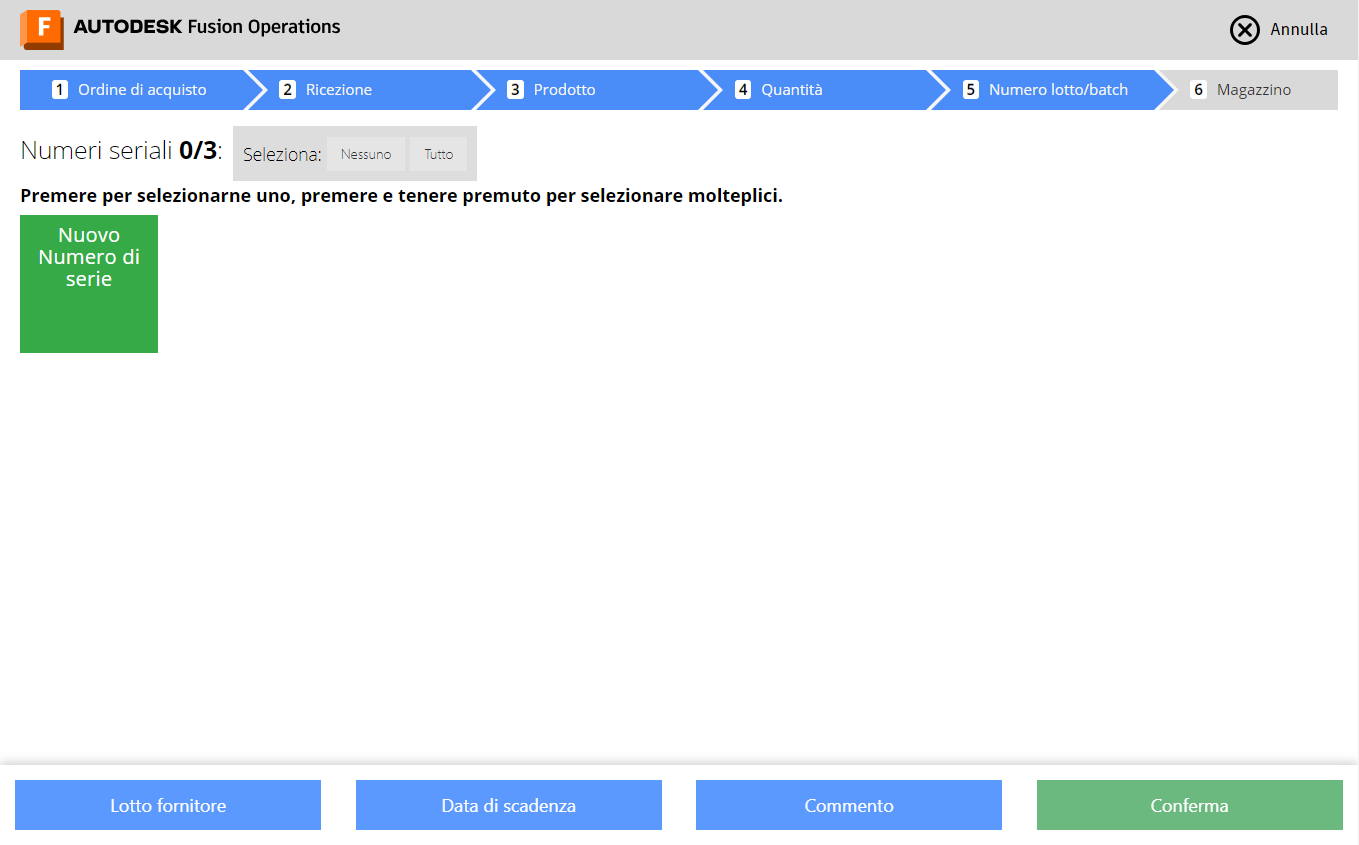 F AUTODESK Fusion Operations
Annulla
1 Ordine di acquisto
2 Ricezione
3 Prodotto
4 Quantità
5 Numero lotto/batch
6 Magazzino
Numeri seriali 0/3:
Seleziona: Nessuno Tutto
Premere per selezionarne uno, premere e tenere premuto per selezionare molteplici.
Nuovo
Numero di
serie
Lotto fornitore
Data di scadenza
Commento
Conferma